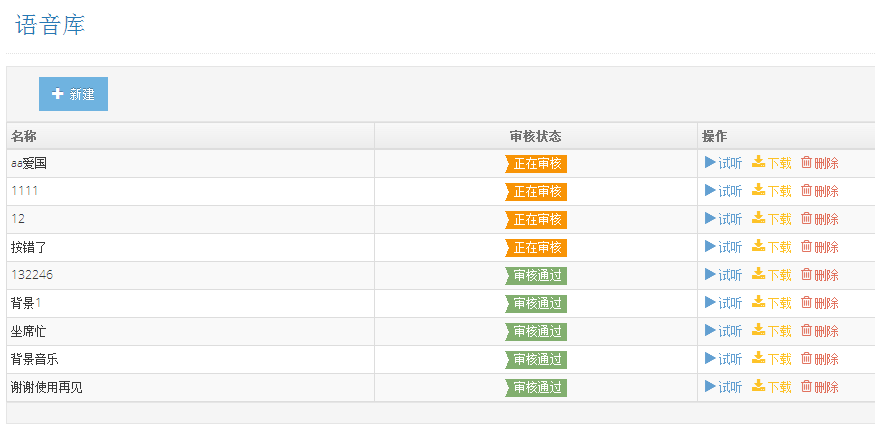 语音库
新建
名称 审核状态 操作
aa爱国 正在审核 试听 下载 删除
1111 正在审核 试听 下载 删除
12 正在审核 试听 下载 删除
按错了 正在审核 试听 下载 删除
132246 审核通过 试听 下载 删除
背景1 审核通过 试听 下载 删除
坐席忙 审核通过 试听 下载 删除
背景音乐 审核通过 试听 下载 删除
谢谢使用再见 审核通过 试听 下载 删除